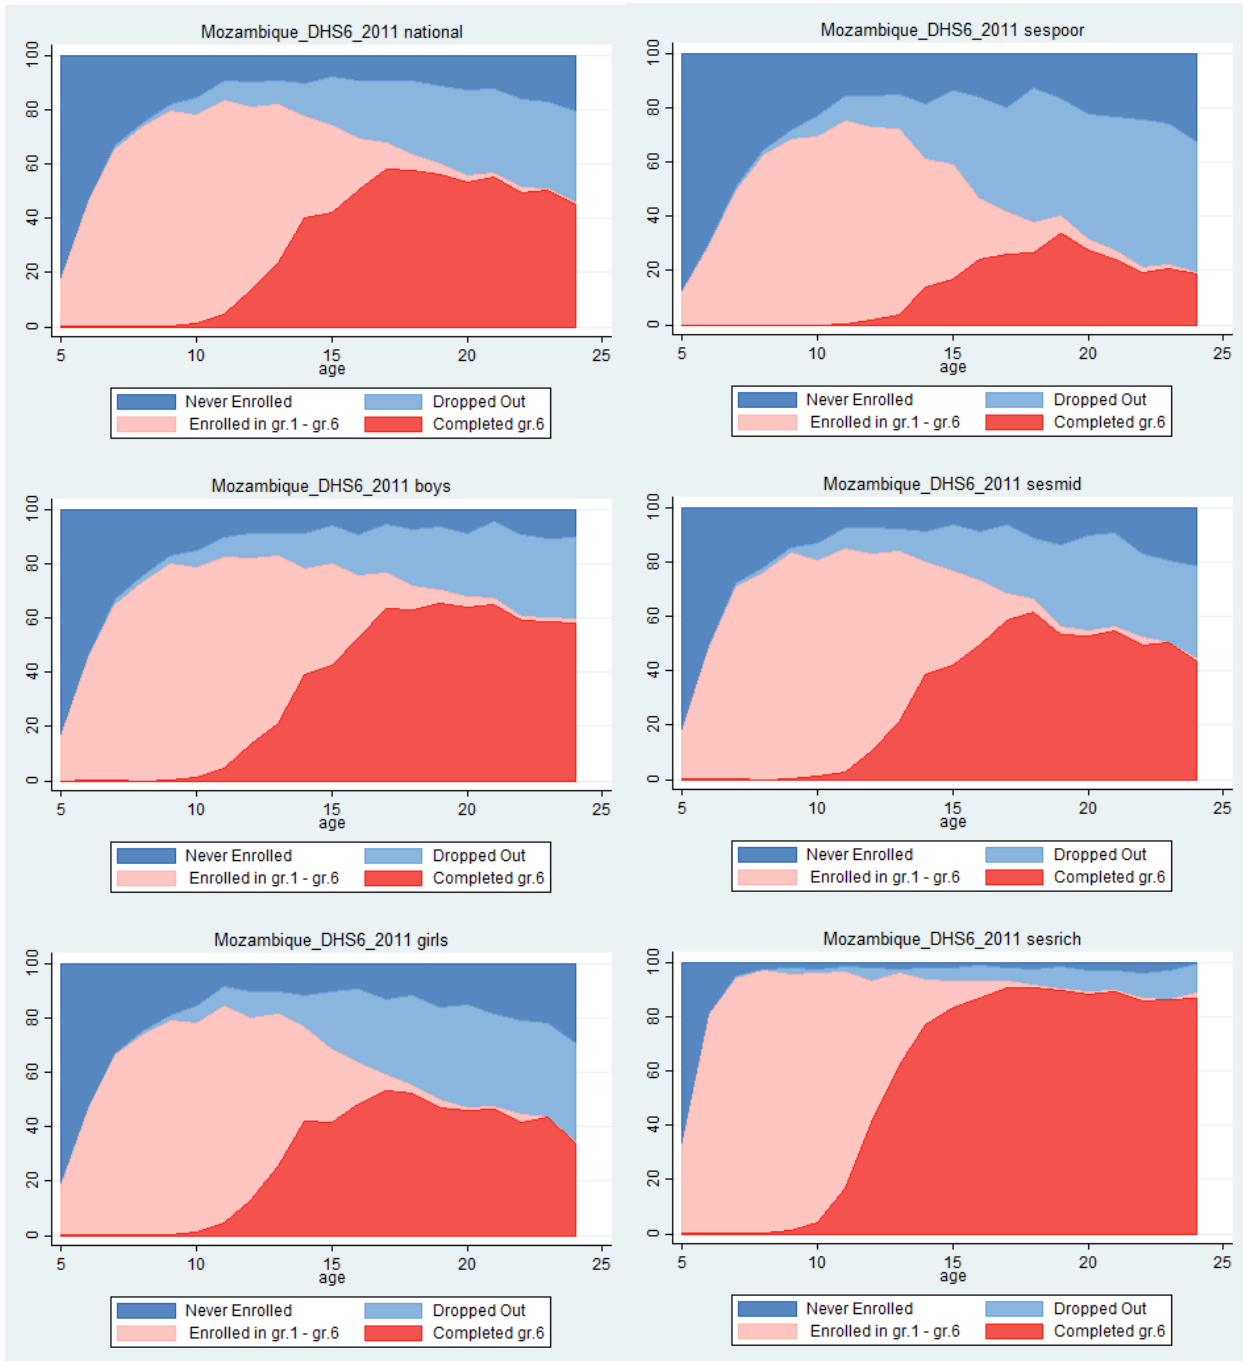 Mozambique_DHS6_2011 national
100
80
60
40
20
0
5 10 15 20 25
age
Never Enrolled Dropped Out
Enrolled in gr.1 - gr.6 Completed gr.6
Mozambique_DHS6_2011 sespoor
100
80
60
40
20
0
5 10 15 20 25
age
Never Enrolled Dropped Out
Enrolled in gr.1 - gr.6 Completed gr.6
Mozambique_DHS6_2011 boys
100
80
60
40
20
0
5 10 15 20 25
age
Never Enrolled Dropped Out
Enrolled in gr.1 - gr.6 Completed gr.6
Mozambique_DHS6_2011 sesmid
100
80
60
40
20
0
5 10 15 20 25
age
Never Enrolled Dropped Out
Enrolled in gr.1 - gr.6 Completed gr.6
Mozambique_DHS6_2011 girls
100
80
60
40
20
0
5 10 15 20 25
age
Never Enrolled Dropped Out
Enrolled in gr.1 - gr.6 Completed gr.6
Mozambique_DHS6_2011 sesrich
100
80
60
40
20
0
5 10 15 20 25
age
Never Enrolled Dropped Out
Enrolled in gr.1 - gr.6 Completed gr.6